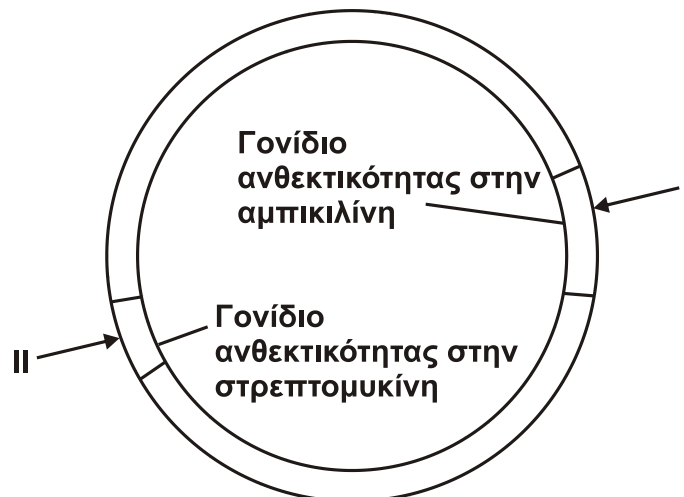 Γονίδιο
ανθεκτικότητας στην
αμπικιλίνη
Γονίδιο
ανθεκτικότητας στην
στρεπτομυκίνη
II